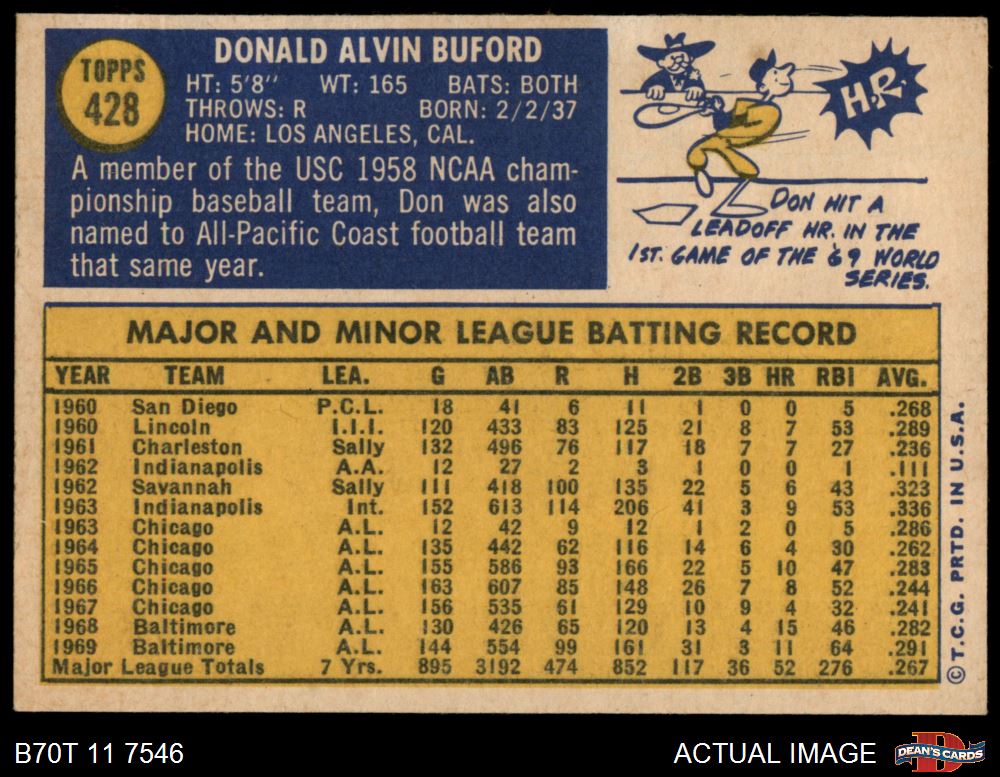 TOPPS
428
DONALD ALVIN BUFORD
HT: 5'8" WT: 165 BATS: BOTH
THROWS: R BORN: 2/2/37
HOME: LOS ANGELES, CAL.
A member of the USC 1958 NCAA cham-
pionship baseball team, Don was also
named to All-Pacific Coast football team
that same year.
H.R.
DON HIT A
LEADOFF HR. IN THE
1ST. GAME OF THE 69 WORLD
SERIES.
MAJOR AND MINOR LEAGUE BATTING RECORD
YEAR TEAM LEA. G AB R H 2B 3B HR RBI AVG.
1960 San Diego P.C.L. 18 41 6 11 1 0 0 5 .268
1960 Lincoln I.I.I. 120 433 83 125 21 8 7 53 .289
1961 Charleston Sally 132 496 76 117 18 7 7 27 .236
1962 Indianapolis A.A. 12 27 2 3 1 0 0 1 .111
1962 Savannah Sally 111 418 100 135 22 5 6 43 .323
1963 Indianapolis Int. 152 613 114 206 41 3 9 53 .336
1963 Chicago A.L. 12 42 9 12 1 2 0 5 .286
1964 Chicago A.L. 135 442 62 116 14 6 4 30 .262
1965 Chicago A.L. 155 586 93 166 22 5 10 47 .283
1966 Chicago A.L. 163 607 85 148 26 7 8 52 .244
1967 Chicago A.L. 156 535 61 129 10 9 4 32 .241
1968 Baltimore A.L. 130 426 65 120 13 4 15 46 .282
1969 Baltimore A.L. 144 554 99 161 31 3 11 64 .291
Major League Totals 7 Yrs. 895 3192 474 852 117 36 52 276 .267
© T.C.G. PRTD. IN U.S.A.
B70T 11 7546
ACTUAL IMAGE
DEAN'S CARDS